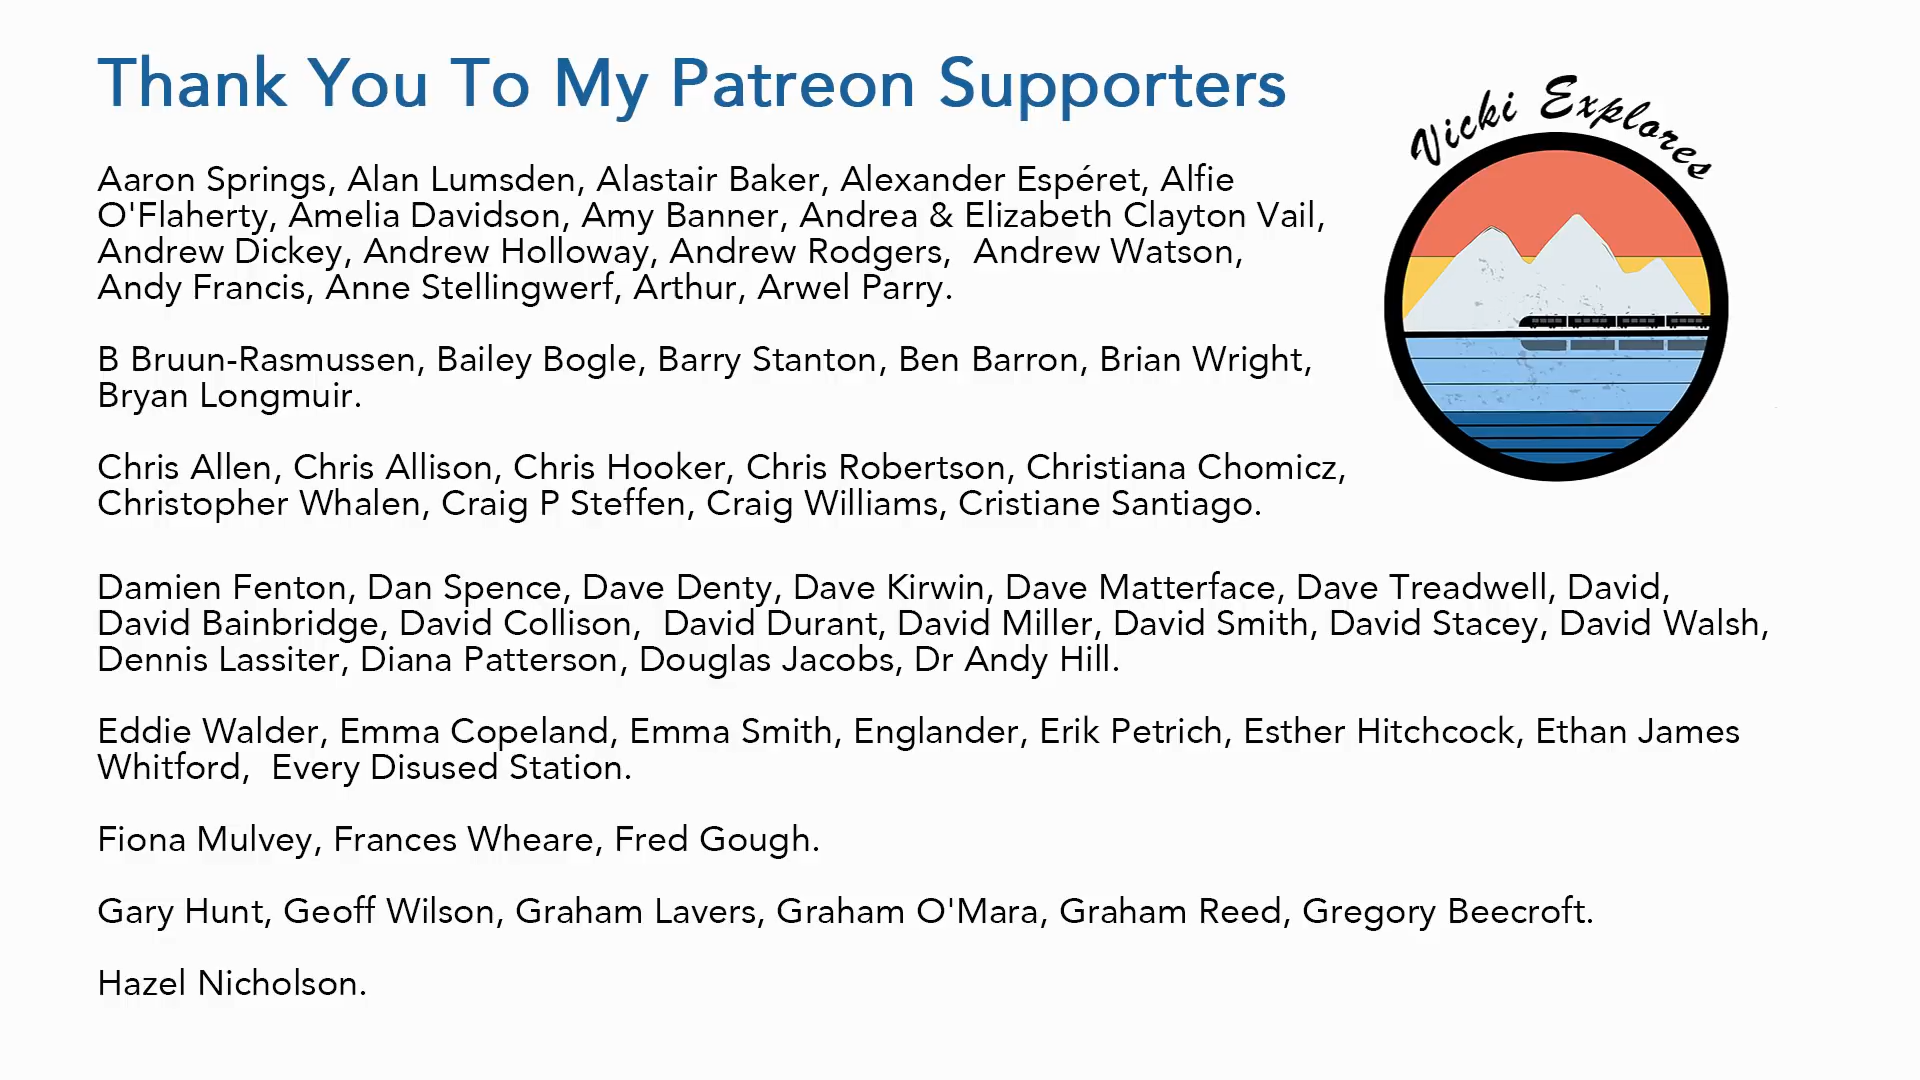 Thank You To My Patreon Supporters
Vicki Explores
Aaron Springs, Alan Lumsden, Alastair Baker, Alexander Espéret, Alfie
O'Flaherty, Amelia Davidson, Amy Banner, Andrea & Elizabeth Clayton Vail,
Andrew Dickey, Andrew Holloway, Andrew Rodgers,  Andrew Watson,
Andy Francis, Anne Stellingwerf, Arthur, Arwel Parry.
B Bruun-Rasmussen, Bailey Bogle, Barry Stanton, Ben Barron, Brian Wright,
Bryan Longmuir.
Chris Allen, Chris Allison, Chris Hooker, Chris Robertson, Christiana Chomicz,
Christopher Whalen, Craig P Steffen, Craig Williams, Cristiane Santiago.
Damien Fenton, Dan Spence, Dave Denty, Dave Kirwin, Dave Matterface, Dave Treadwell, David,
David Bainbridge, David Collison,  David Durant, David Miller, David Smith, David Stacey, David Walsh,
Dennis Lassiter, Diana Patterson, Douglas Jacobs, Dr Andy Hill.
Eddie Walder, Emma Copeland, Emma Smith, Englander, Erik Petrich, Esther Hitchcock, Ethan James
Whitford,  Every Disused Station.
Fiona Mulvey, Frances Wheare, Fred Gough.
Gary Hunt, Geoff Wilson, Graham Lavers, Graham O'Mara, Graham Reed, Gregory Beecroft.
Hazel Nicholson.